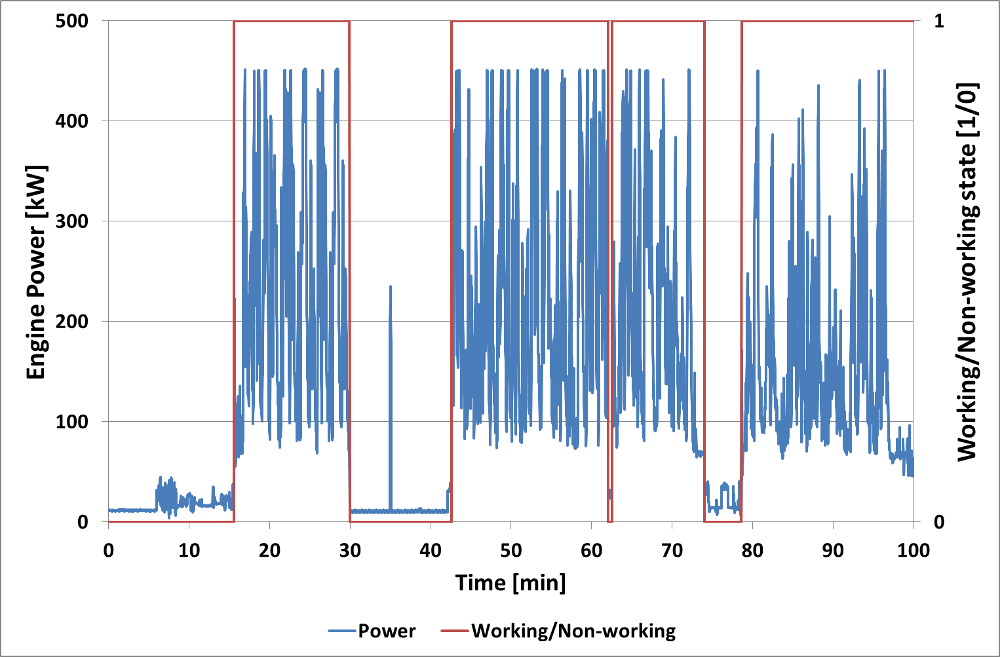 500
400
300
200
100
0
Engine Power [kW]
1
0
Working/Non-working state [1/0]
0 10 20 30 40 50 60 70 80 90 100
Time [min]
Power Working/Non-working